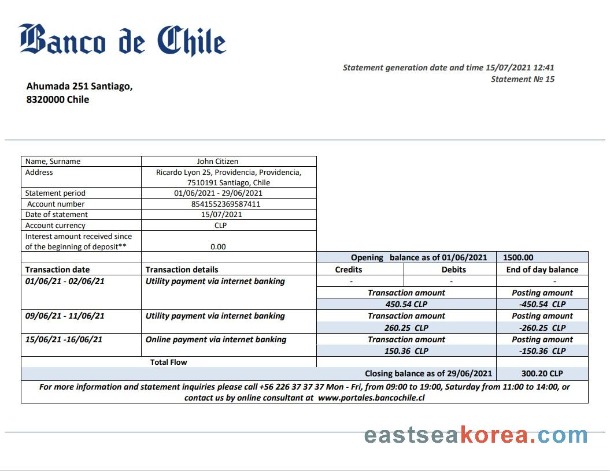 Banco de Chile
Statement generation date and time 15/07/2021 12:41
Statement № 15
Ahumada 251 Santiago,
8320000 Chile
Name, Surname John Citizen
Address Ricardo Lyon 25, Providencia, Providencia,
7510191 Santiago, Chile
Statement period 01/06/2021 - 29/06/2021
Account number 8541552369587411
Date of statement 15/07/2021
Account currency CLP
Interest amount received since
of the beginning of deposit** 0.00
Opening balance as of 01/06/2021 1500.00
Transaction date Transaction details Credits Debits End of day balance
01/06/21 - 02/06/21 Utility payment via internet banking - - -
Transaction amount Posting amount
450.54 CLP -450.54 CLP
09/06/21 - 11/06/21 Utility payment via internet banking Transaction amount Posting amount
260.25 CLP -260.25 CLP
15/06/21 -16/06/21 Online payment via internet banking Transaction amount Posting amount
150.36 CLP -150.36 CLP
Total Flow
Closing balance as of 29/06/2021 300.20 CLP
For more information and statement inquiries please call +56 226 37 37 37 Mon - Fri, from 09:00 to 19:00, Saturday from 11:00 to 14:00, or
contact us by online consultant at www.portales.bancochile.cl
eastseakorea.com